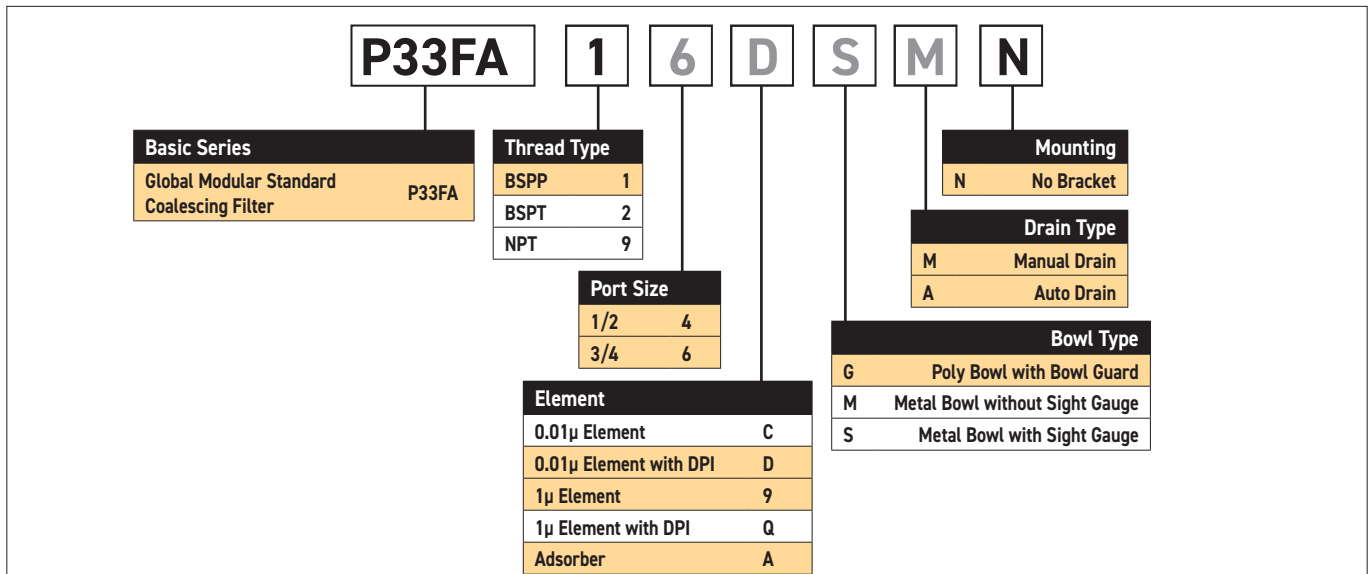 P33FA 1 6 D S M N
Basic Series
Global Modular Standard
Coalescing Filter P33FA
Thread Type
BSPP 1
BSPT 2
NPT 9
Port Size
1/2 4
3/4 6
Element
0.01µ Element C
0.01µ Element with DPI D
1µ Element 9
1µ Element with DPI Q
Adsorber A
Mounting
N No Bracket
Drain Type
M Manual Drain
A Auto Drain
Bowl Type
G Poly Bowl with Bowl Guard
M Metal Bowl without Sight Gauge
S Metal Bowl with Sight Gauge